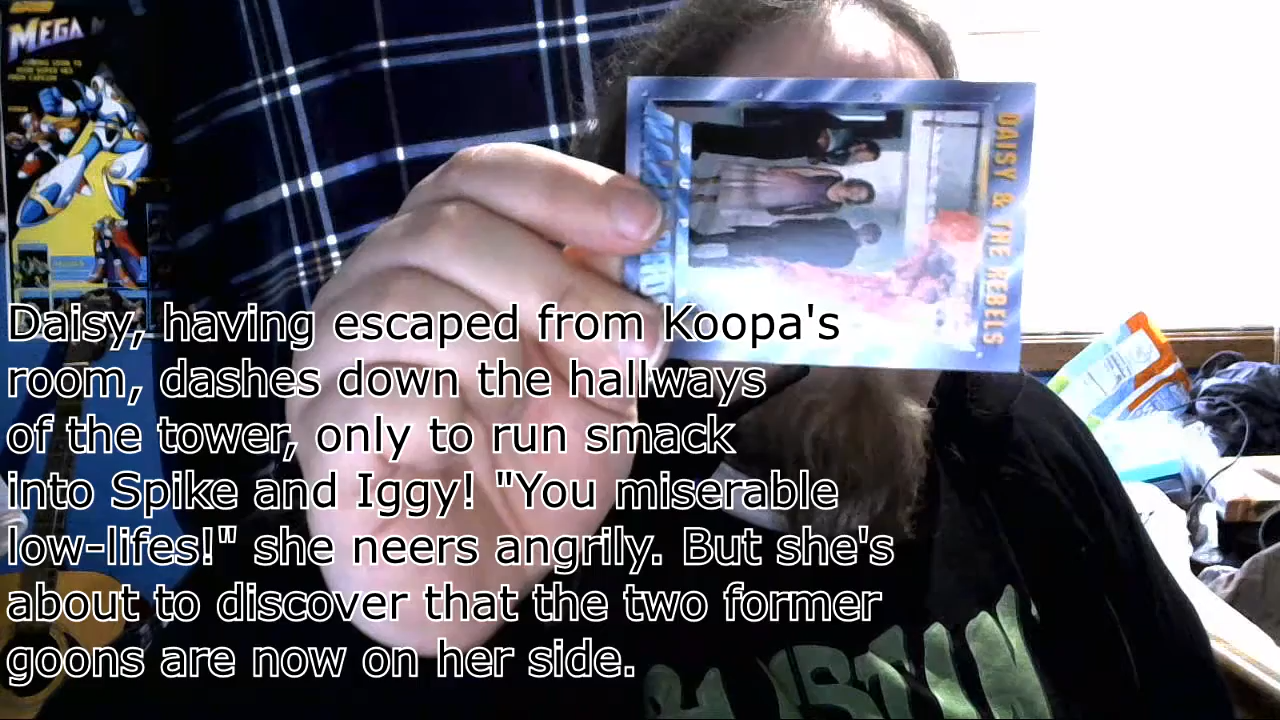 MEGA
DAISY & THE REBELS
Daisy, having escaped from Koopa's
room, dashes down the hallways
of the tower, only to run smack
into Spike and Iggy! "You miserable
low-lifes!" she neers angrily. But she's
about to discover that the two former
goons are now on her side.